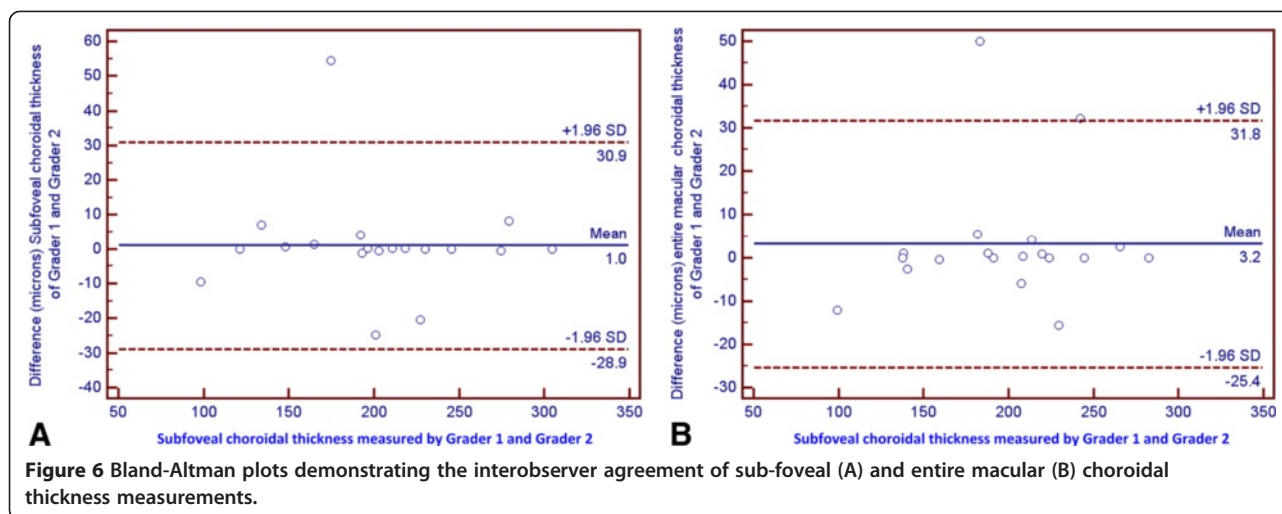 60
50
40
30
20
10
0
-10
-20
-30
-40
Difference (microns) Subfoveal choroidal thickness
of Grader 1 and Grader 2
+1.96 SD
30.9
Mean
1.0
-1.96 SD
-28.9
50 100 150 200 250 300 350
A
Subfoveal choroidal thickness measured by Grader 1 and Grader 2
50
40
30
20
10
0
-10
-20
-30
Difference (microns) entire macular choroidal thickness
of Grader 1 and Grader 2
+1.96 SD
31.8
Mean
3.2
-1.96 SD
-25.4
50 100 150 200 250 300 350
B
Subfoveal choroidal thickness measured by Grader 1 and Grader 2
Figure 6 Bland-Altman plots demonstrating the interobserver agreement of sub-foveal (A) and entire macular (B) choroidal
thickness measurements.